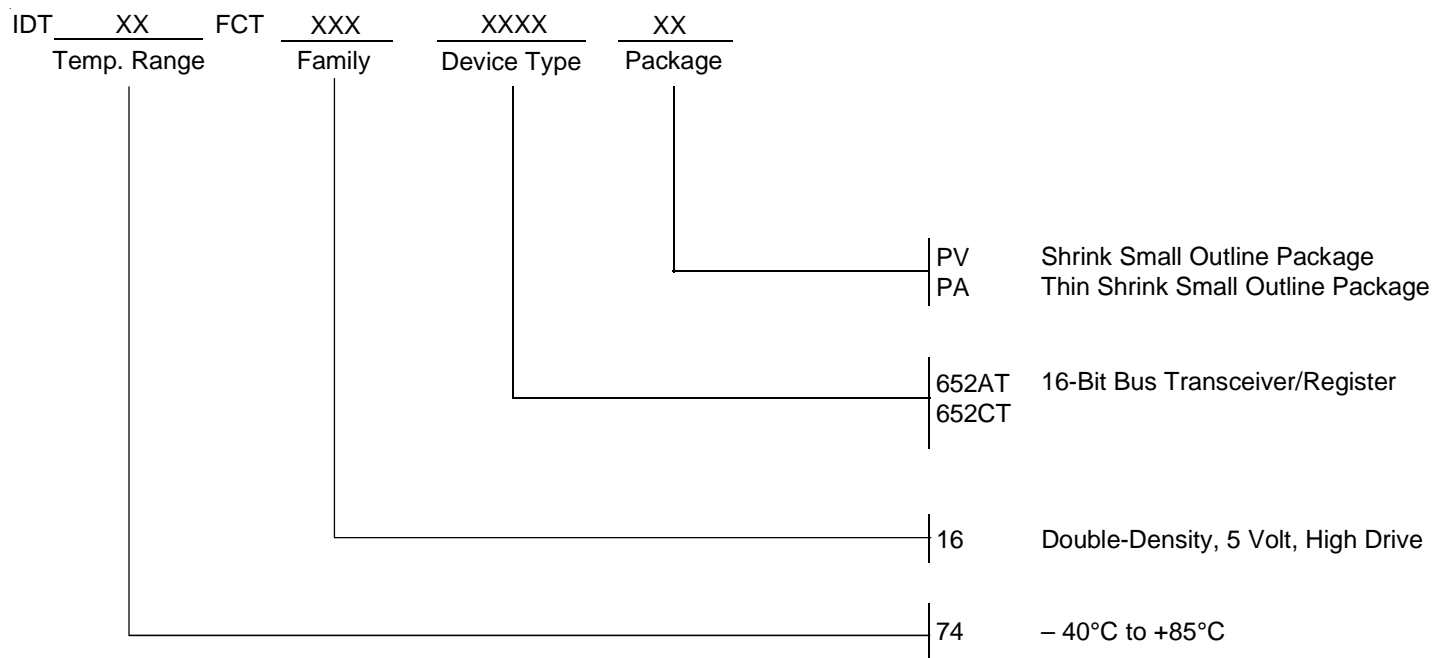 IDT XX FCT XXX XXXX XX
Temp. Range Family Device Type Package
PV Shrink Small Outline Package
PA Thin Shrink Small Outline Package
652AT 16-Bit Bus Transceiver/Register
652CT
16 Double-Density, 5 Volt, High Drive
74 – 40°C to +85°C